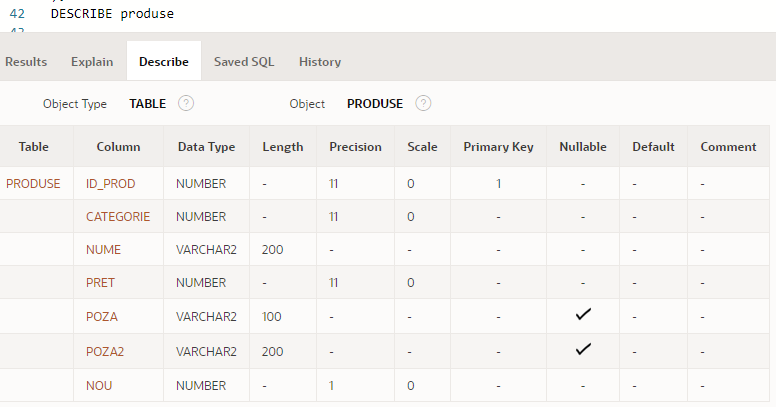 42 DESCRIBE produse
Results Explain Describe Saved SQL History
Object Type TABLE ? Object PRODUSE ?
Table Column Data Type Length Precision Scale Primary Key Nullable Default Comment
PRODUSE ID_PROD NUMBER - 11 0 1 - - -
CATEGORIE NUMBER - 11 0 - - - -
NUME VARCHAR2 200 - - - - - -
PRET NUMBER - 11 0 - - - -
POZA VARCHAR2 100 - - - ✓ - -
POZA2 VARCHAR2 200 - - - ✓ - -
NOU NUMBER - 1 0 - - - -